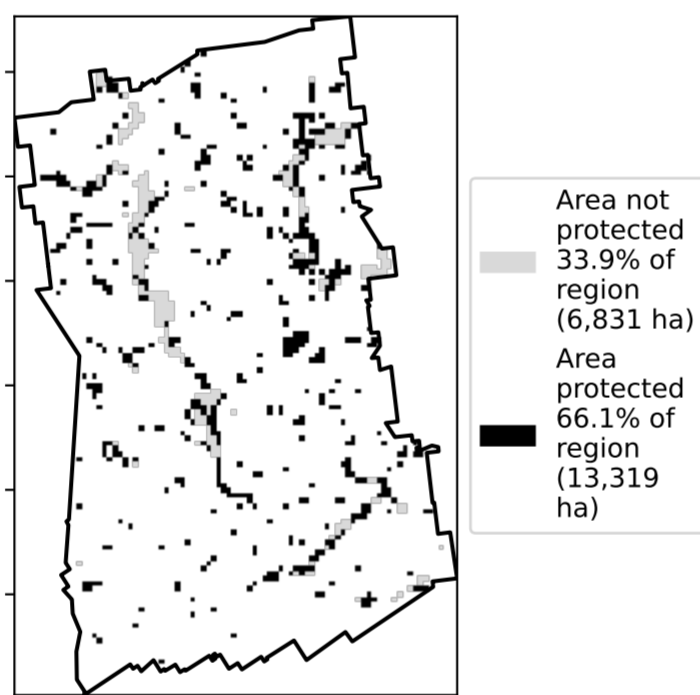 Area not
protected
33.9% of
region
(6,831 ha)
Area
protected
66.1% of
region
(13,319
ha)